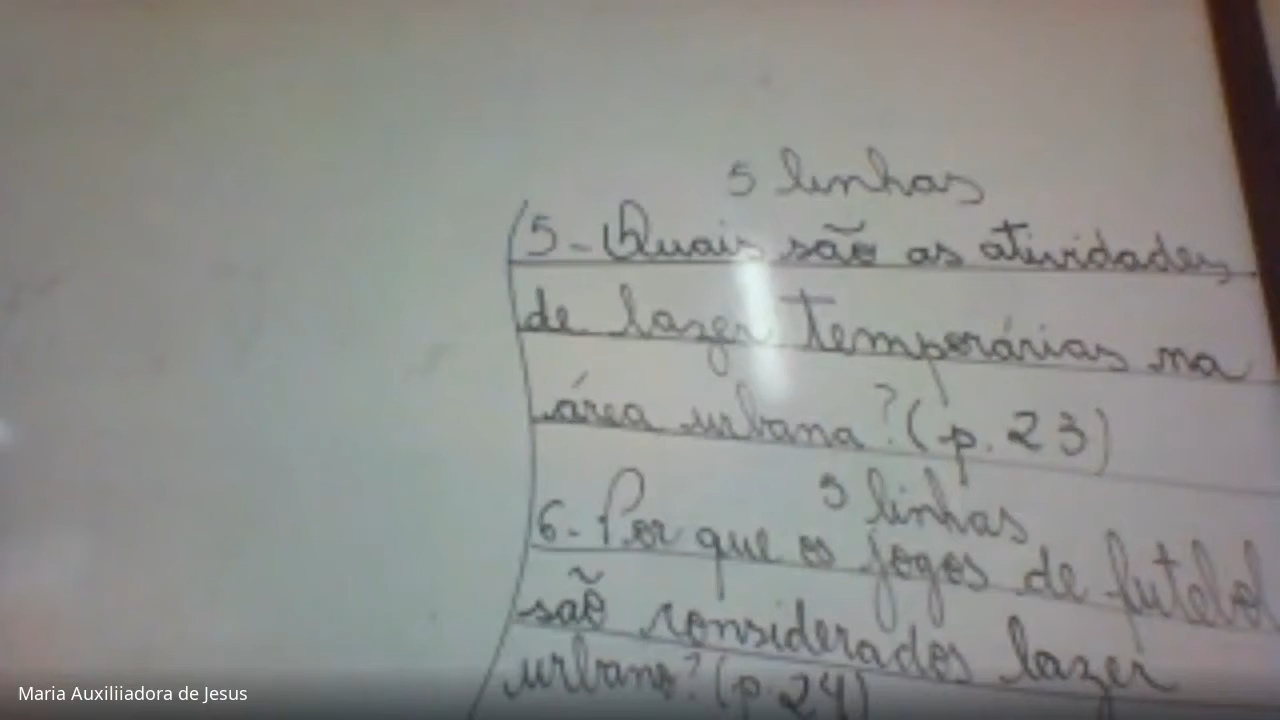 5 linhas
5- Quais são as atividades
de lazer temporárias na
área urbana? (p. 23)
5 linhas
6- Por que os jogos de futebol
são considerados lazer
urbano? (p. 24)
Maria Auxiliiadora de Jesus